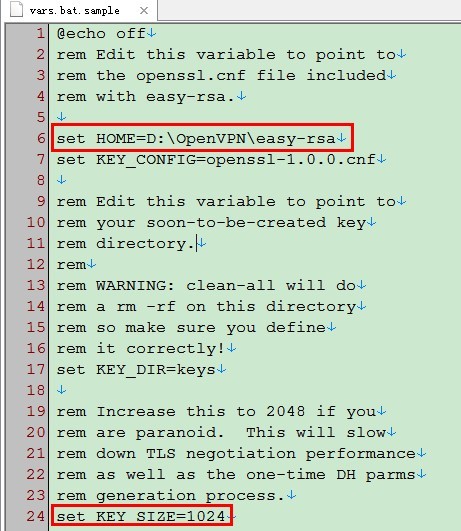 vars.bat.sample
1 @echo off
2 rem Edit this variable to point to
3 rem the openssl.cnf file included
4 rem with easy-rsa.
5
6 set HOME=D:\OpenVPN\easy-rsa
7 set KEY_CONFIG=openssl-1.0.0.cnf
8
9 rem Edit this variable to point to
10 rem your soon-to-be-created key
11 rem directory.
12 rem
13 rem WARNING: clean-all will do
14 rem a rm -rf on this directory
15 rem so make sure you define
16 rem it correctly!
17 set KEY_DIR=keys
18
19 rem Increase this to 2048 if you
20 rem are paranoid.  This will slow
21 rem down TLS negotiation performance
22 rem as well as the one-time DH parms
23 rem generation process.
24 set KEY_SIZE=1024